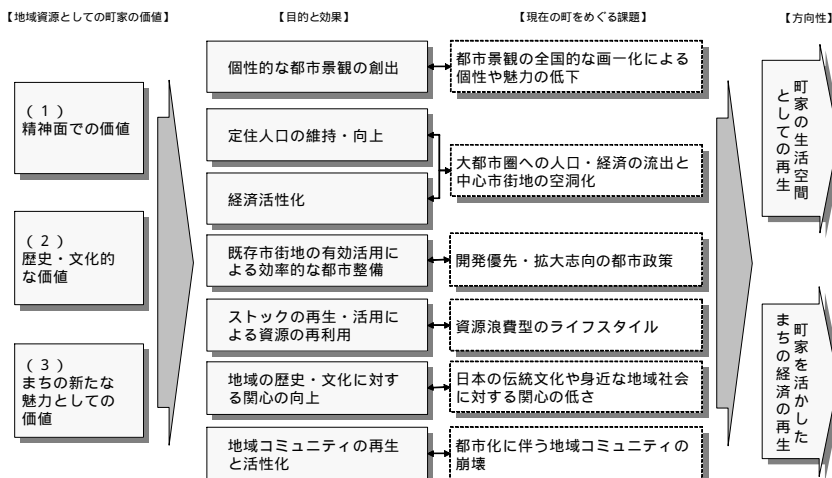 【地域資源としての町家の価値】
【目的と効果】
【現在の町をめぐる課題】
【方向性】
（１）
精神面での価値
（２）
歴史・文化的
な価値
（３）
まちの新たな
魅力としての
価値
個性的な都市景観の創出
定住人口の維持・向上
経済活性化
既存市街地の有効活用に
よる効率的な都市整備
ストックの再生・活用に
よる資源の再利用
地域の歴史・文化に対す
る関心の向上
地域コミュニティの再生
と活性化
都市景観の全国的な画一化による
個性や魅力の低下
大都市圏への人口・経済の流出と
中心市街地の空洞化
開発優先・拡大志向の都市政策
資源浪費型のライフスタイル
日本の伝統文化や身近な地域社会
に対する関心の低さ
都市化に伴う地域コミュニティの
崩壊
町家の生活空間
としての再生
町家を活かした
まちの経済の再生